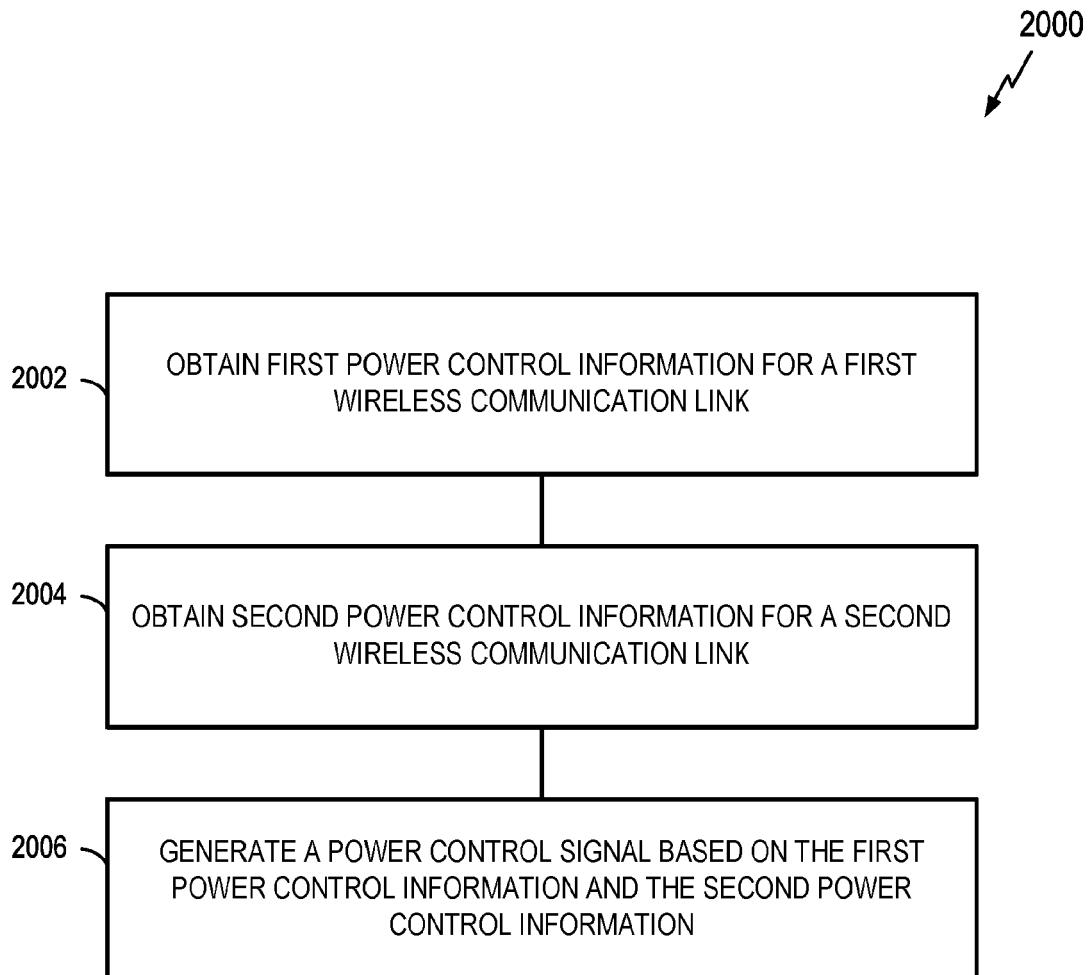 2000
2002
OBTAIN FIRST POWER CONTROL INFORMATION FOR A FIRST
WIRELESS COMMUNICATION LINK
2004
OBTAIN SECOND POWER CONTROL INFORMATION FOR A SECOND
WIRELESS COMMUNICATION LINK
2006
GENERATE A POWER CONTROL SIGNAL BASED ON THE FIRST
POWER CONTROL INFORMATION AND THE SECOND POWER
CONTROL INFORMATION